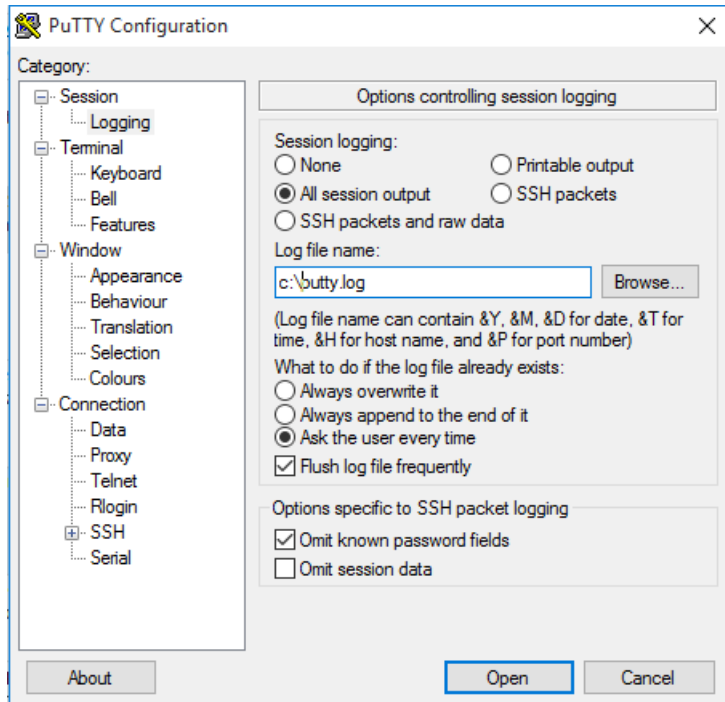 PuTTY Configuration
Category:
Session
Logging
Terminal
Keyboard
Bell
Features
Window
Appearance
Behaviour
Translation
Selection
Colours
Connection
Data
Proxy
Telnet
Rlogin
SSH
Serial
Options controlling session logging
Session logging:
None Printable output
All session output SSH packets
SSH packets and raw data
Log file name:
c:\putty.log Browse...
(Log file name can contain &Y, &M, &D for date, &T for
time, &H for host name, and &P for port number)
What to do if the log file already exists:
Always overwrite it
Always append to the end of it
Ask the user every time
Flush log file frequently
Options specific to SSH packet logging
Omit known password fields
Omit session data
About Open Cancel